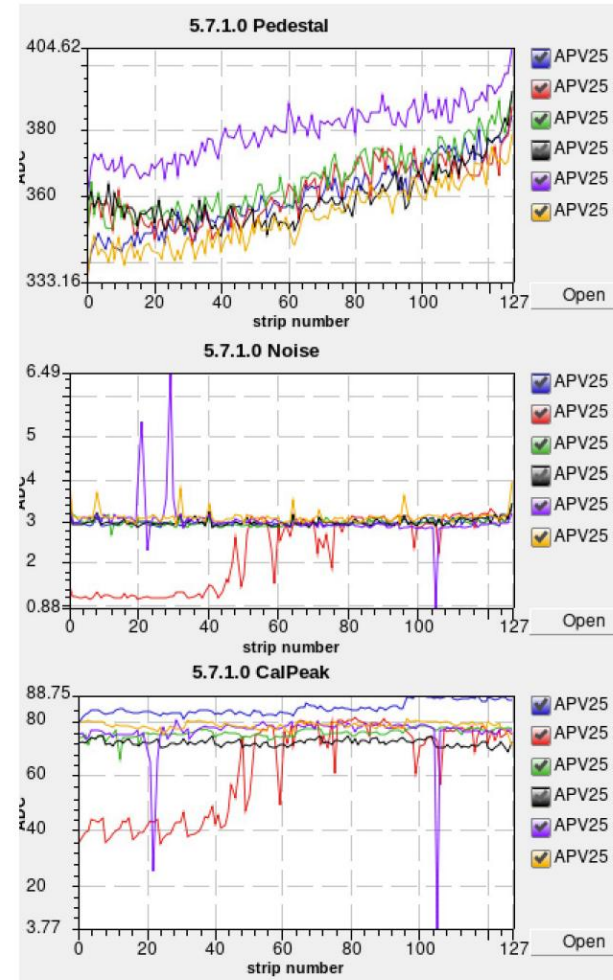 5.7.1.0 Pedestal
404.62
380
360
333.16
ADC
0 20 40 60 80 100 127
strip number
APV25
APV25
APV25
APV25
APV25
APV25
Open
5.7.1.0 Noise
6.49
5
4
3
2
0.88
ADC
0 20 40 60 80 100 127
strip number
APV25
APV25
APV25
APV25
APV25
APV25
Open
5.7.1.0 CalPeak
88.75
80
60
40
20
3.77
ADC
0 20 40 60 80 100 127
strip number
APV25
APV25
APV25
APV25
APV25
APV25
Open